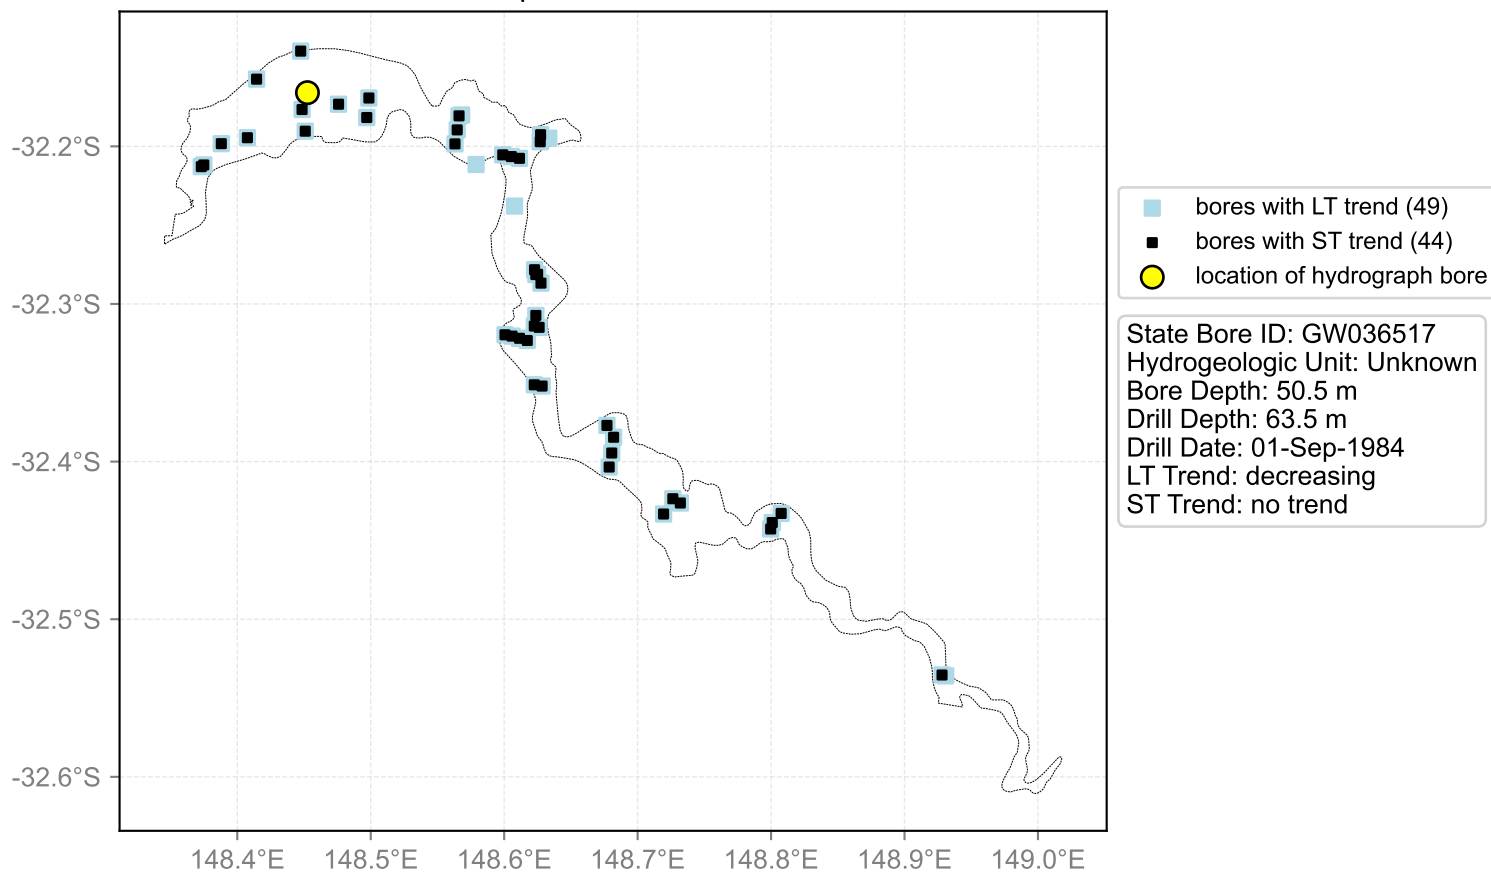 -32.2°S
-32.3°S
-32.4°S
-32.5°S
-32.6°S
148.4°E 148.5°E 148.6°E 148.7°E 148.8°E 148.9°E 149.0°E
bores with LT trend (49)
bores with ST trend (44)
location of hydrograph bore
State Bore ID: GW036517
Hydrogeologic Unit: Unknown
Bore Depth: 50.5 m
Drill Depth: 63.5 m
Drill Date: 01-Sep-1984
LT Trend: decreasing
ST Trend: no trend